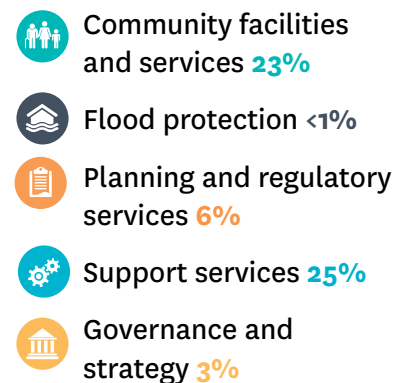 Community facilities
and services 23%
Flood protection <1%
Planning and regulatory
services 6%
Support services 25%
Governance and
strategy 3%